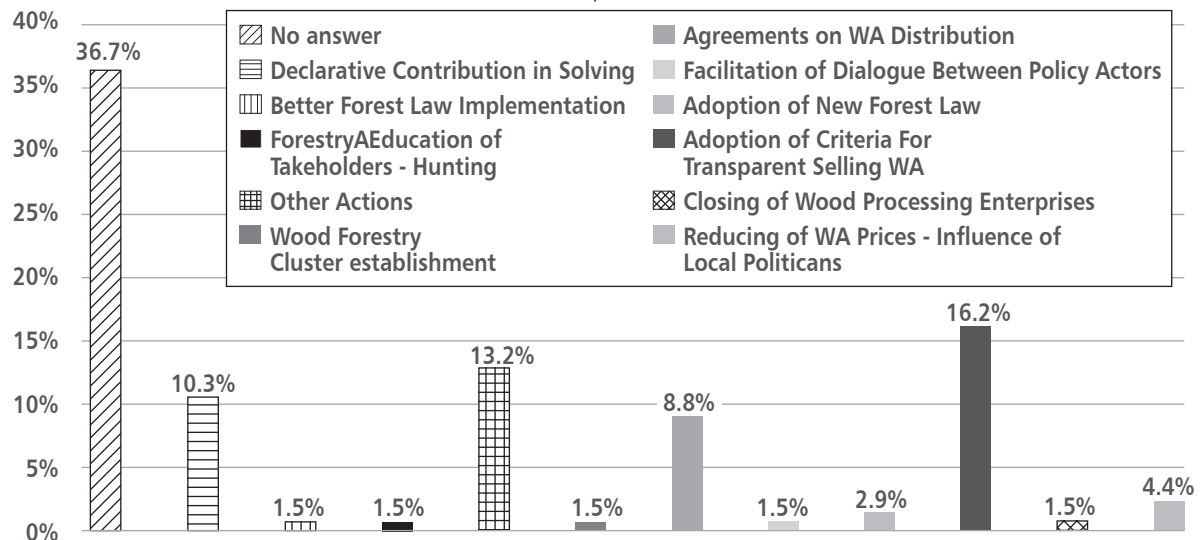 40%
35%
30%
25%
20%
15%
10%
5%
0%
No answer
Declarative Contribution in Solving
Better Forest Law Implementation
ForestryAEducation of
Takeholders - Hunting
Other Actions
Wood Forestry
Cluster establishment
Agreements on WA Distribution
Facilitation of Dialogue Between Policy Actors
Adoption of New Forest Law
Adoption of Criteria For
Transparent Selling WA
Closing of Wood Processing Enterprises
Reducing of WA Prices - Influence of
Local Politicans
36.7%
10.3%
1.5%
1.5%
13.2%
1.5%
8.8%
1.5%
2.9%
16.2%
1.5%
4.4%